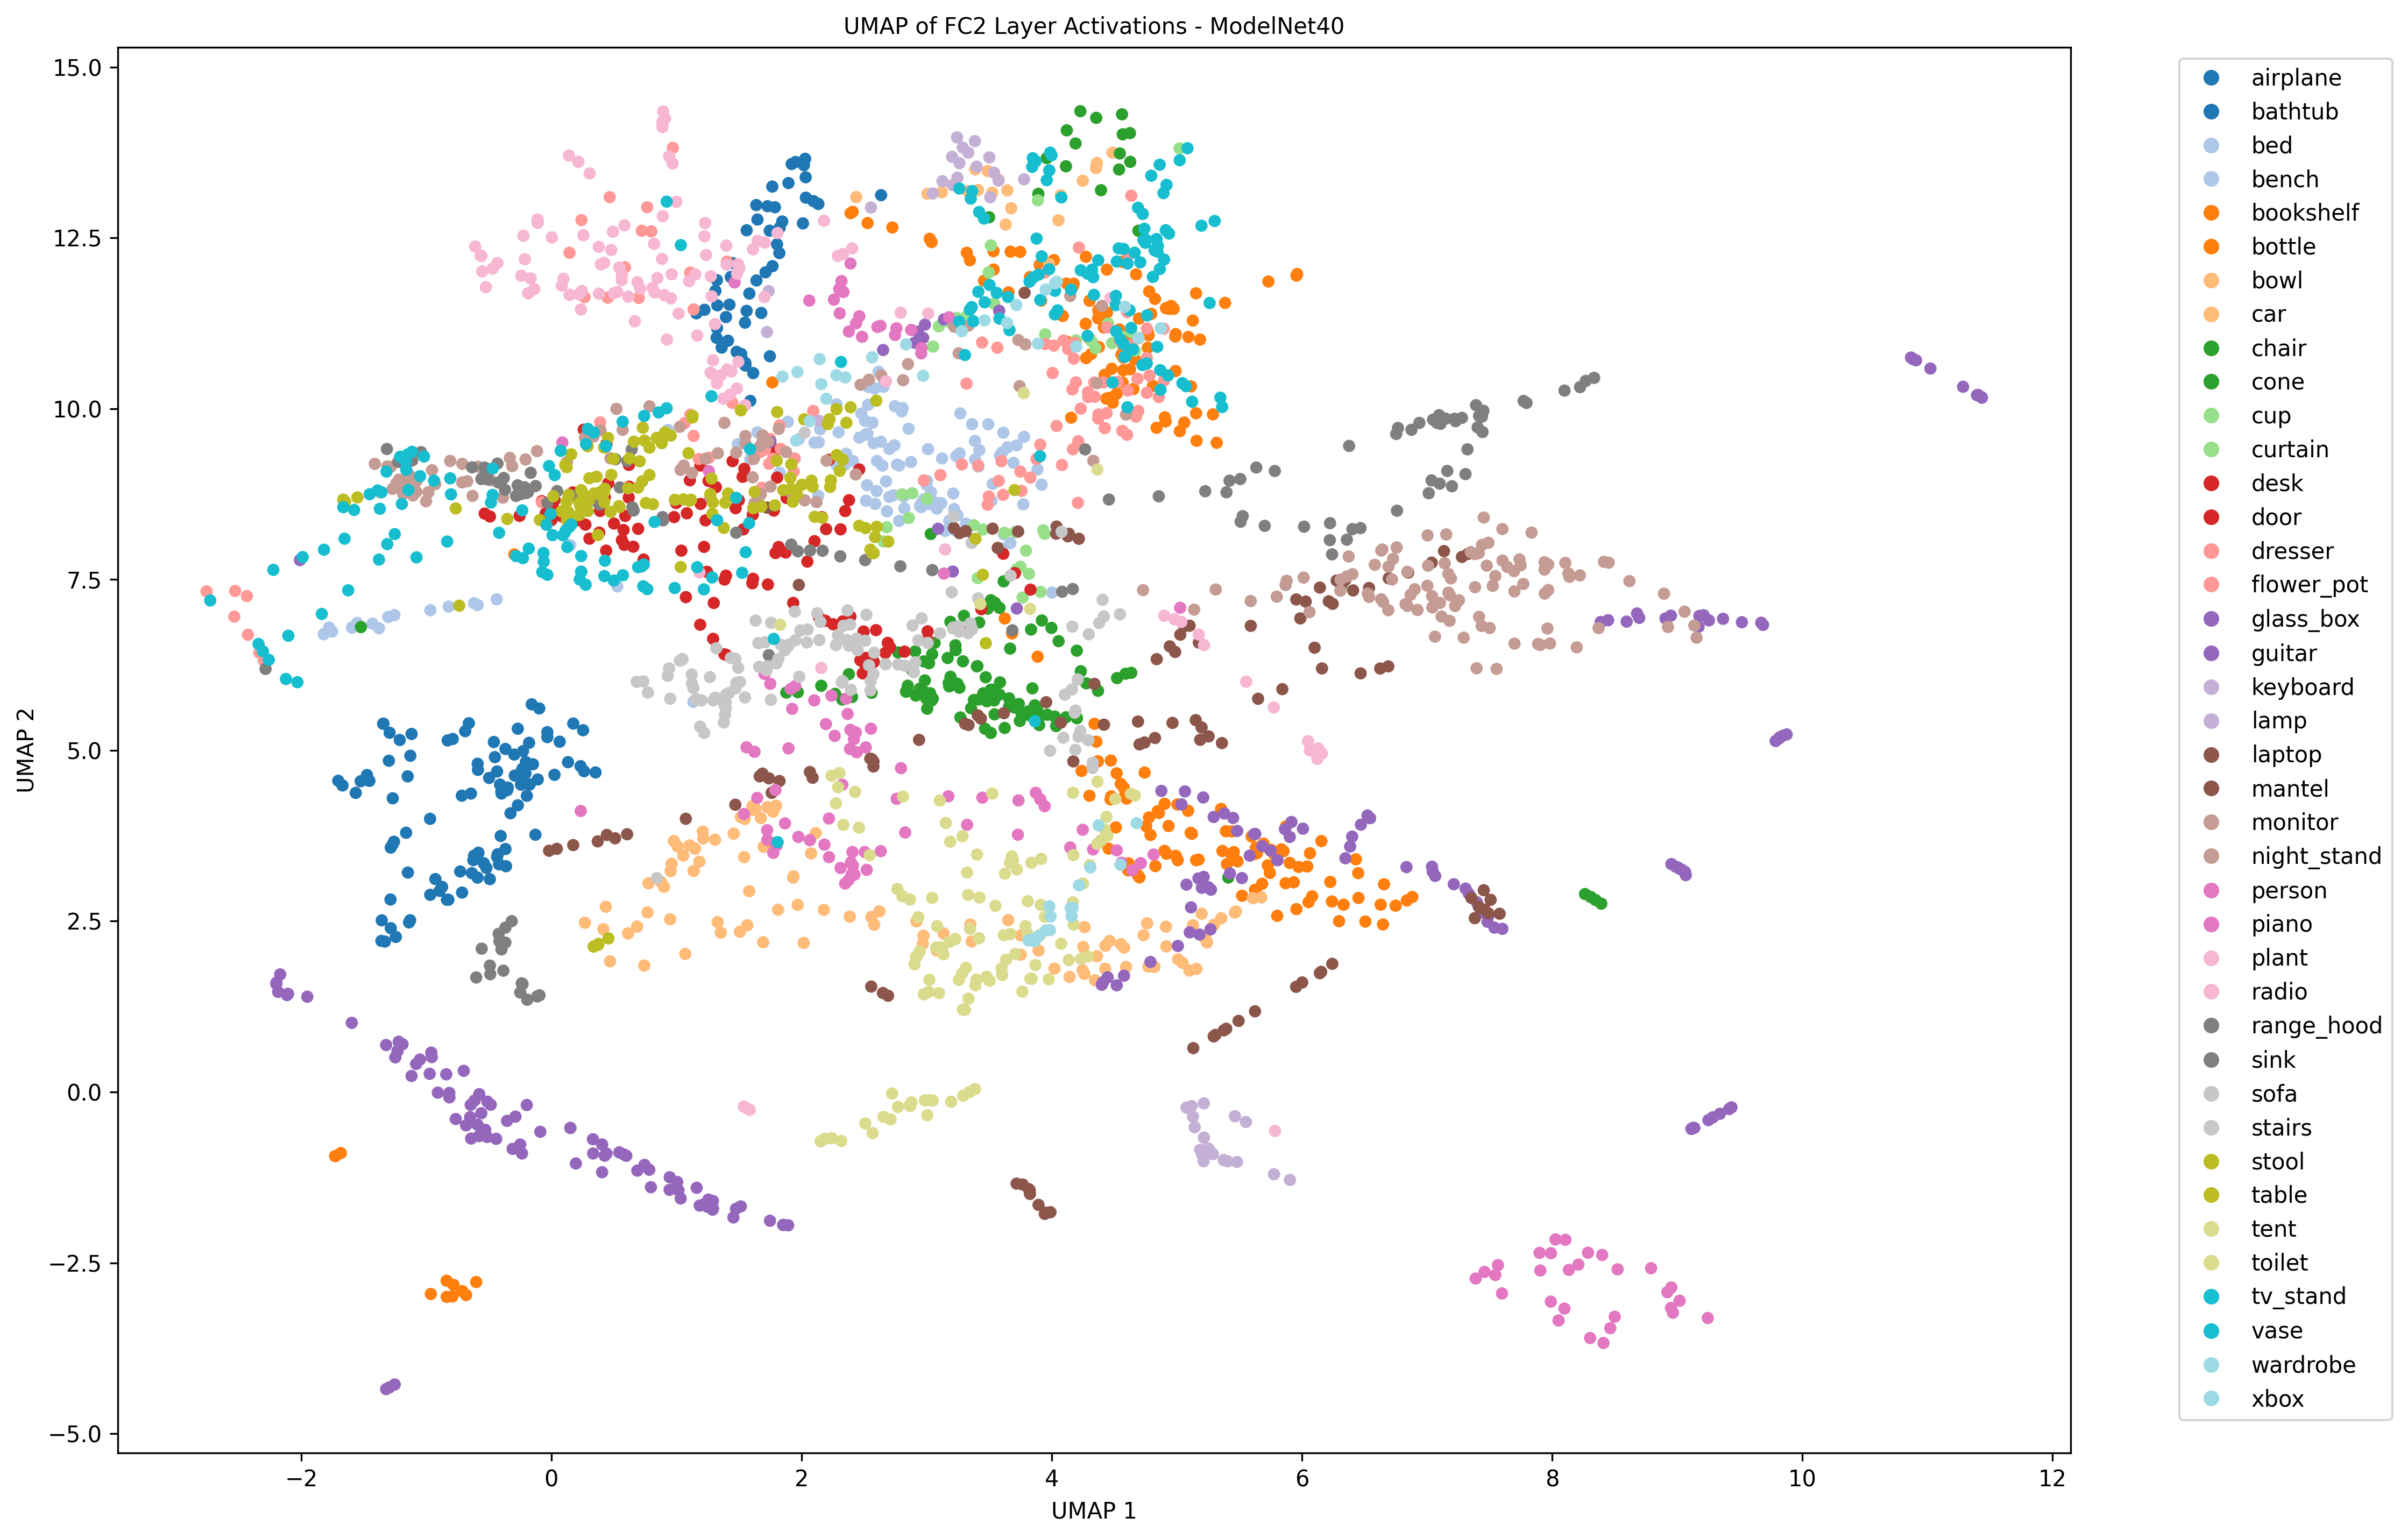 UMAP of FC2 Layer Activations - ModelNet40
15.0
12.5
10.0
7.5
5.0
2.5
0.0
−2.5
−5.0
UMAP 2
−2
0
2
4
6
8
10
12
UMAP 1
airplane
bathtub
bed
bench
bookshelf
bottle
bowl
car
chair
cone
cup
curtain
desk
door
dresser
flower_pot
glass_box
guitar
keyboard
lamp
laptop
mantel
monitor
night_stand
person
piano
plant
radio
range_hood
sink
sofa
stairs
stool
table
tent
toilet
tv_stand
vase
wardrobe
xbox